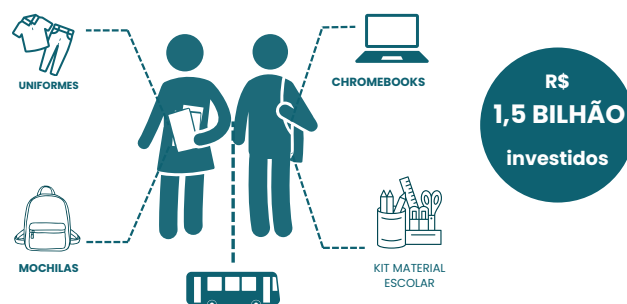 UNIFORMES
CHROMEBOOKS
R$
1,5 BILHÃO
investidos
MOCHILAS
KIT MATERIAL
ESCOLAR